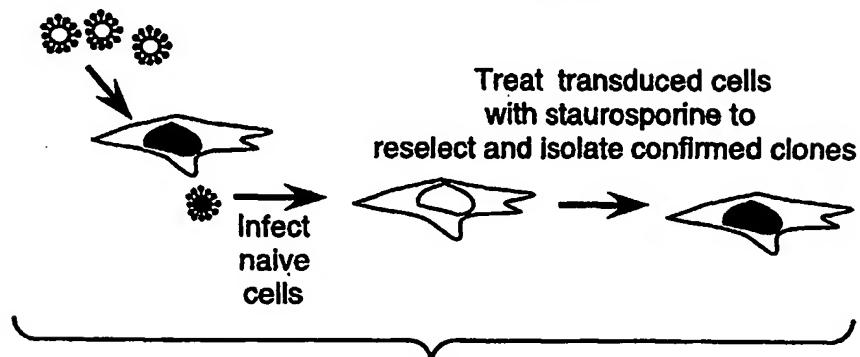 Treat transduced cells
with staurosporine to
reselect and isolate confirmed clones
Infect
naive
cells